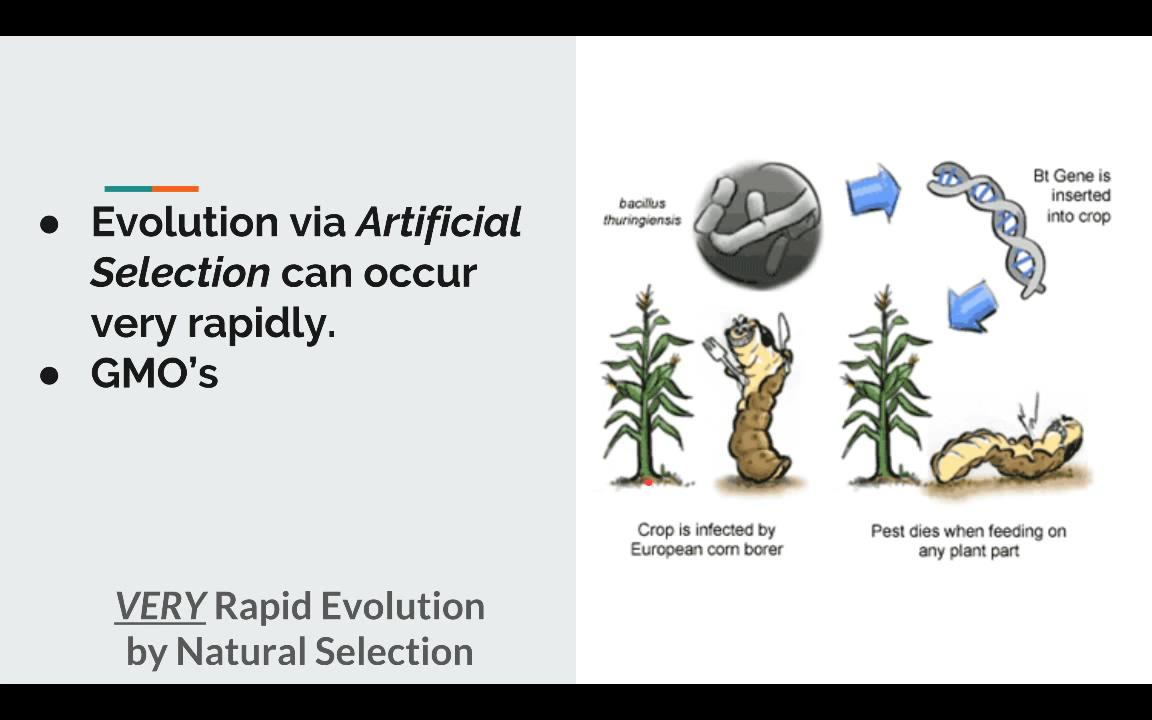 ● Evolution via Artificial
Selection can occur
very rapidly.
● GMO’s
VERY Rapid Evolution
by Natural Selection
bacillus
thuringiensis
Bt Gene is
inserted
into crop
Crop is infected by
European corn borer
Pest dies when feeding on
any plant part